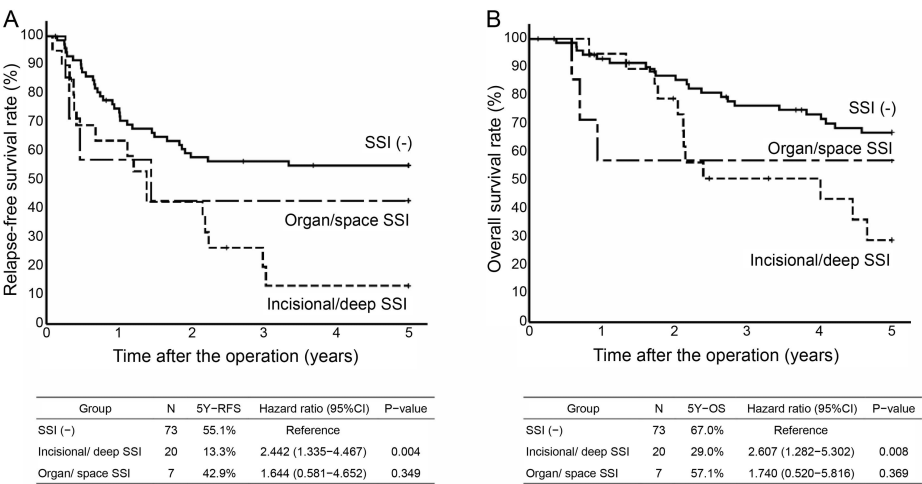 A
Relapse-free survival rate (%)
100
90
80
70
60
50
40
30
20
10
0
SSI (-)
Organ/space SSI
Incisional/deep SSI
0 1 2 3 4 5
Time after the operation (years)
Group N 5Y−RFS Hazard ratio (95%CI) P-value
SSI (−) 73 55.1% Reference
Incisional/ deep SSI 20 13.3% 2.442 (1.335−4.467) 0.004
Organ/ space SSI 7 42.9% 1.644 (0.581−4.652) 0.349
B
Overall survival rate (%)
100
90
80
70
60
50
40
30
20
10
0
SSI (-)
Organ/space SSI
Incisional/deep SSI
0 1 2 3 4 5
Time after the operation (years)
Group N 5Y−OS Hazard ratio (95%CI) P-value
SSI (−) 73 67.0% Reference
Incisional/ deep SSI 20 29.0% 2.607 (1.282−5.302) 0.008
Organ/ space SSI 7 57.1% 1.740 (0.520−5.816) 0.369